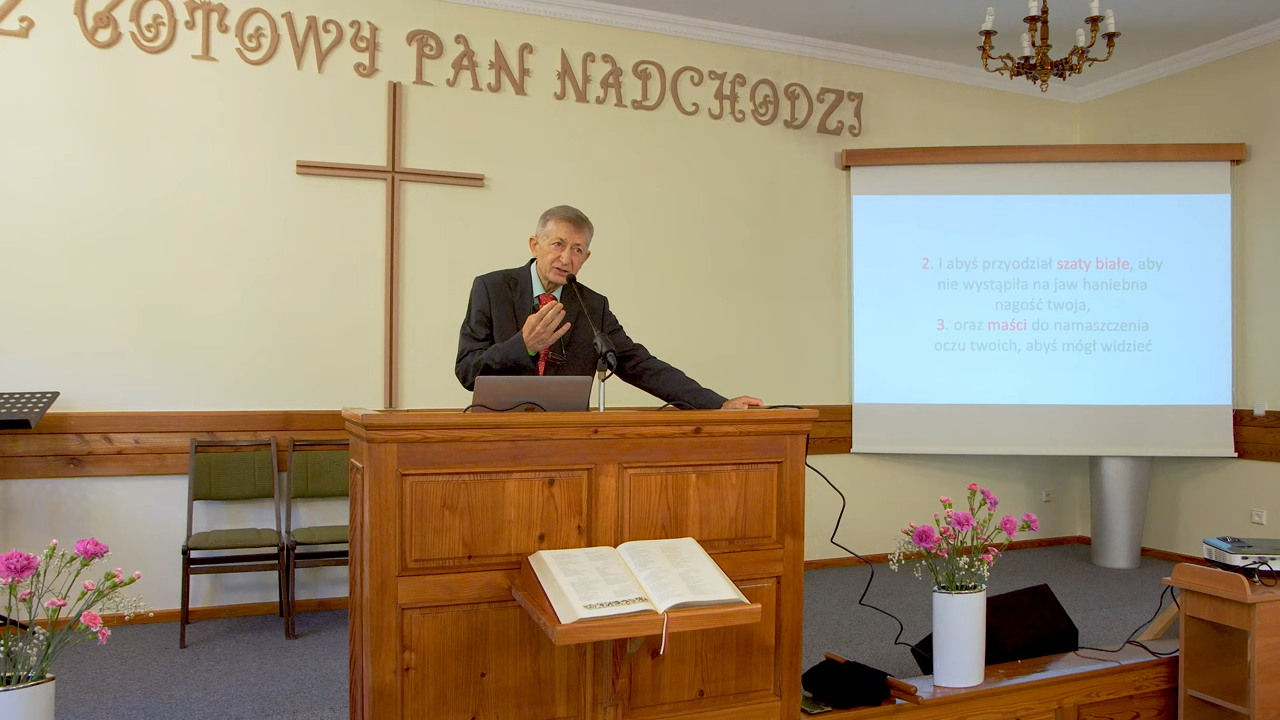 GOTOWY PAN NADCHODZI
2. I abyś przyodział szaty białe, aby
nie wystąpiła na jaw haniebna
nagość twoja,
3. oraz maści do namaszczenia
oczu twoich, abyś mógł widzieć